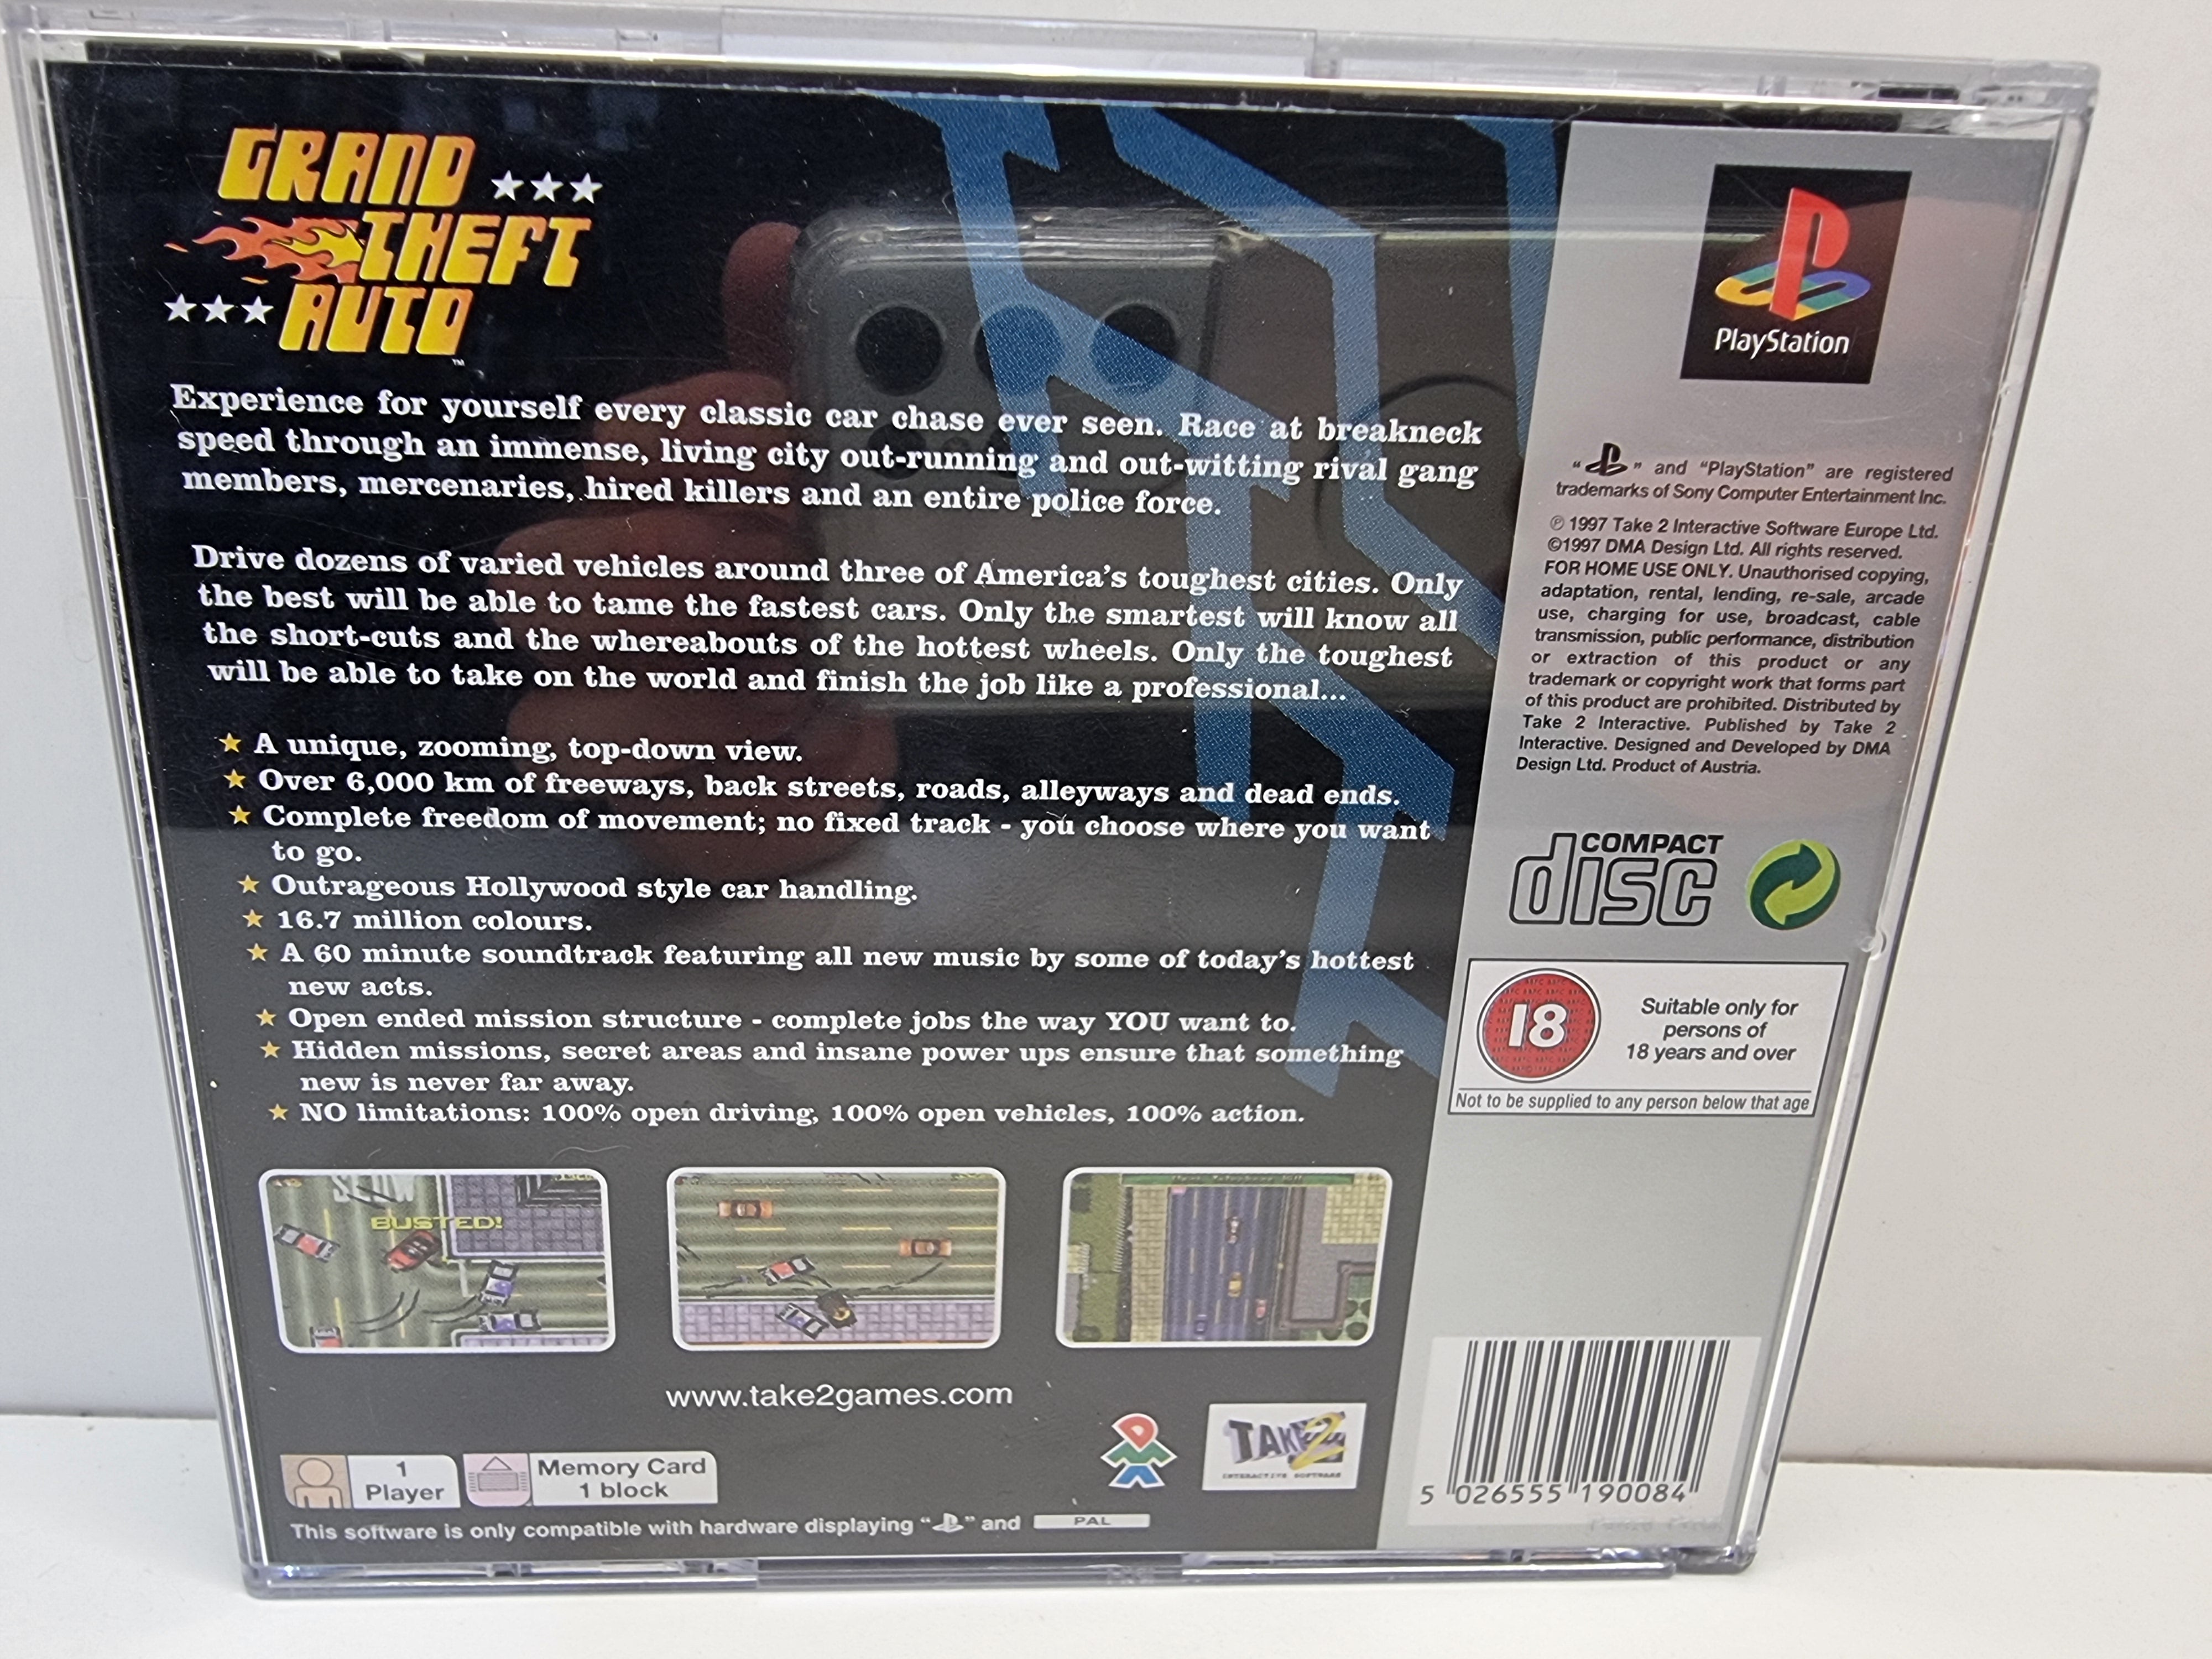 GRAND
THEFT
AUTO
™
Experience for yourself every classic car chase ever seen. Race at breakneck
speed through an immense, living city out-running and out-witting rival gang
members, mercenaries, hired killers and an entire police force.
Drive dozens of varied vehicles around three of America's toughest cities. Only
the best will be able to tame the fastest cars. Only the smartest will know all
the short-cuts and the whereabouts of the hottest wheels. Only the toughest
will be able to take on the world and finish the job like a professional...
A unique, zooming, top-down view.
Over 6,000 km of freeways, back streets, roads, alleyways and dead ends.
Complete freedom of movement; no fixed track - you choose where you want
to go.
Outrageous Hollywood style car handling.
16.7 million colours.
A 60 minute soundtrack featuring all new music by some of today's hottest
new acts.
Open ended mission structure - complete jobs the way YOU want to.
Hidden missions, secret areas and insane power ups ensure that something
new is never far away.
NO limitations: 100% open driving, 100% open vehicles, 100% action.
SLOW
BUSTED!
www.take2games.com
1
Player
Memory Card
1 block
TAKE 2
INTERACTIVE SOFTWARE
This software is only compatible with hardware displaying "PS" and PAL
PlayStation
"PS" and "PlayStation" are registered
trademarks of Sony Computer Entertainment Inc.
℗ 1997 Take 2 Interactive Software Europe Ltd.
©1997 DMA Design Ltd. All rights reserved.
FOR HOME USE ONLY. Unauthorised copying,
adaptation, rental, lending, re-sale, arcade
use, charging for use, broadcast, cable
transmission, public performance, distribution
or extraction of this product or any
trademark or copyright work that forms part
of this product are prohibited. Distributed by
Take 2 Interactive. Published by Take 2
Interactive. Designed and Developed by DMA
Design Ltd. Product of Austria.
COMPACT
disc
18
Suitable only for
persons of
18 years and over
Not to be supplied to any person below that age
5 026555 190084